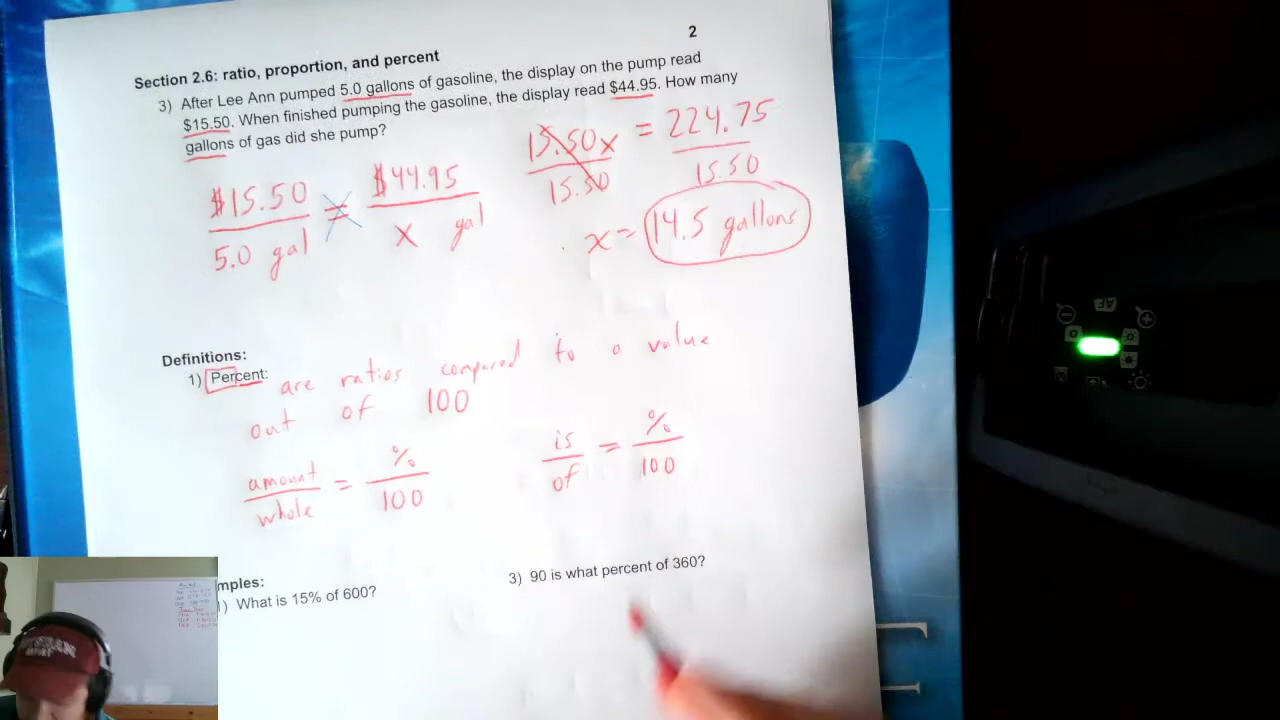 2
Section 2.6: ratio, proportion, and percent
3) After Lee Ann pumped 5.0 gallons of gasoline, the display on the pump read
$15.50. When finished pumping the gasoline, the display read $44.95. How many
gallons of gas did she pump?
$15.50 = $44.95
5.0 gal x gal
15.50x = 224.75
15.50 15.50
x = 14.5 gallons
Definitions:
1) Percent: are ratios compared to a value
out of 100
amount = %
whole 100
is = %
of 100
mples:
1) What is 15% of 600?
3) 90 is what percent of 360?
AF